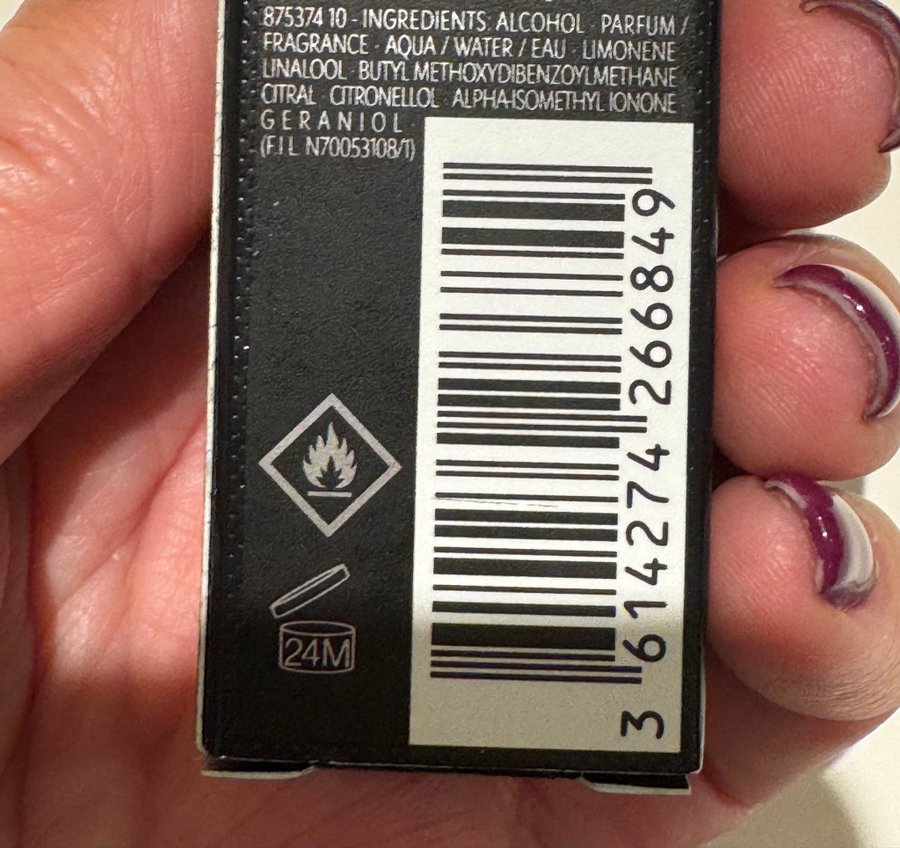 875374 10 - INGREDIENTS: ALCOHOL · PARFUM /
FRAGRANCE · AQUA / WATER / EAU · LIMONENE
LINALOOL · BUTYL METHOXYDIBENZOYLMETHANE
CITRAL · CITRONELLOL · ALPHA-ISOMETHYL IONONE
GERANIOL
(F.I.L. N70053108/1)
24M
3 614274 266849